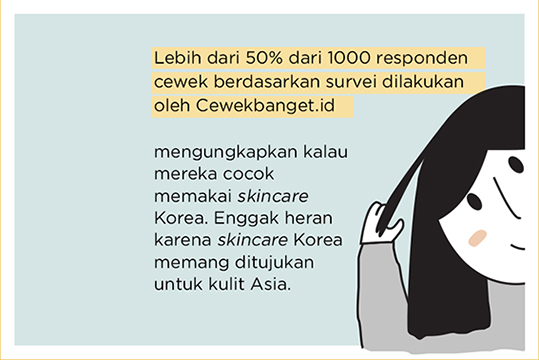 Lebih dari 50% dari 1000 responden
cewek berdasarkan survei dilakukan
oleh Cewekbanget.id
mengungkapkan kalau
mereka cocok
memakai skincare
Korea. Enggak heran
karena skincare Korea
memang ditujukan
untuk kulit Asia.